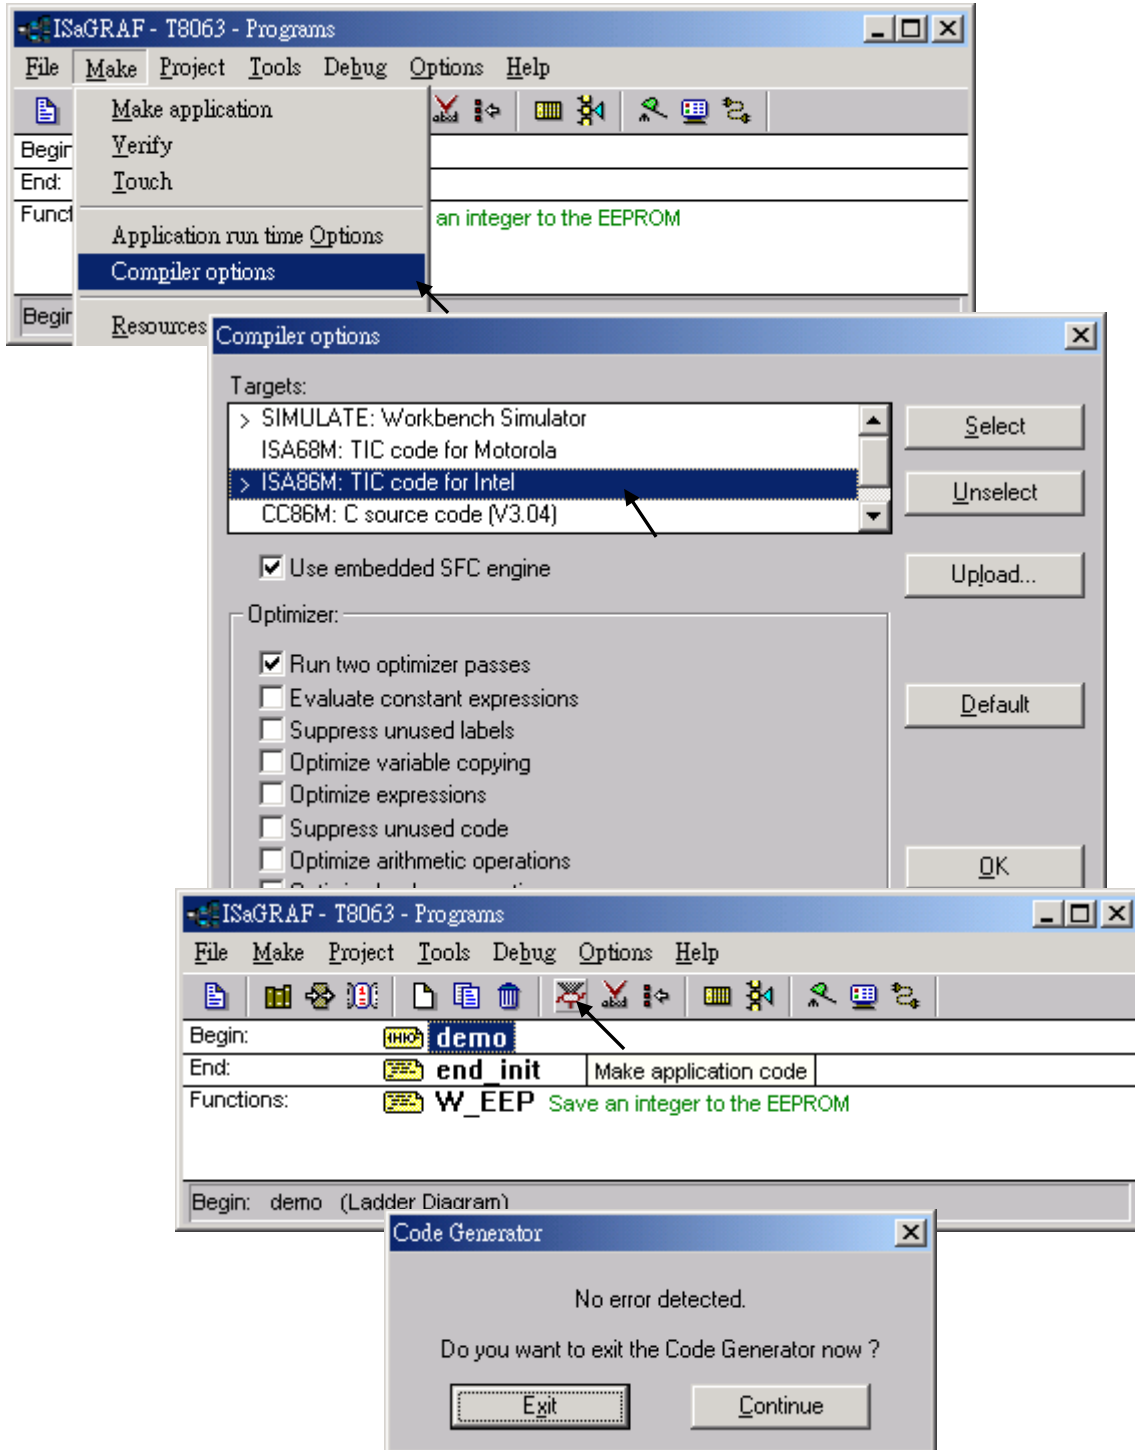 ISaGRAF - T8063 - Programs
File Make Project Tools Debug Options Help
Make application
Begin
Verify
End:
Touch
Funct
an integer to the EEPROM
Application run time Options
Compiler options
Begin
Resources
Compiler options
Targets:
> SIMULATE: Workbench Simulator
Select
ISA68M: TIC code for Motorola
> ISA86M: TIC code for Intel
Unselect
CC86M: C source code (V3.04)
Use embedded SFC engine
Upload...
Optimizer:
Run two optimizer passes
Evaluate constant expressions
Default
Suppress unused labels
Optimize variable copying
Optimize expressions
Suppress unused code
Optimize arithmetic operations
OK
ISaGRAF - T8063 - Programs
File Make Project Tools Debug Options Help
Begin: demo
End: end_init
Make application code
Functions: W_EEP Save an integer to the EEPROM
Begin: demo (Ladder Diagram)
Code Generator
No error detected.
Do you want to exit the Code Generator now ?
Exit Continue